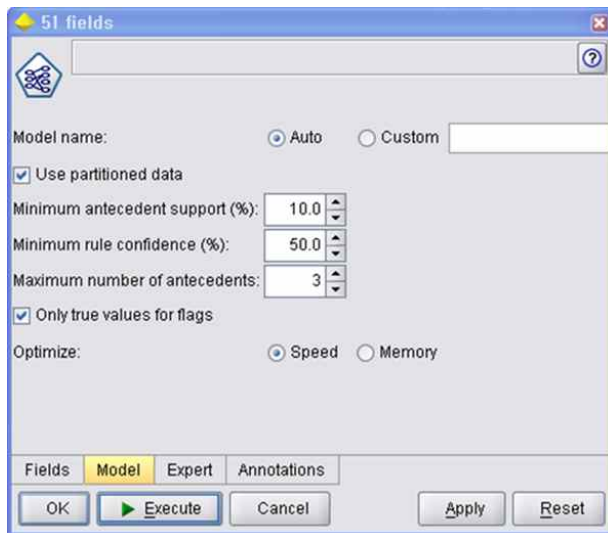 51 fields
Model name: Auto Custom
Use partitioned data
Minimum antecedent support (%): 10.0
Minimum rule confidence (%): 50.0
Maximum number of antecedents: 3
Only true values for flags
Optimize: Speed Memory
Fields Model Expert Annotations
OK Execute Cancel Apply Reset